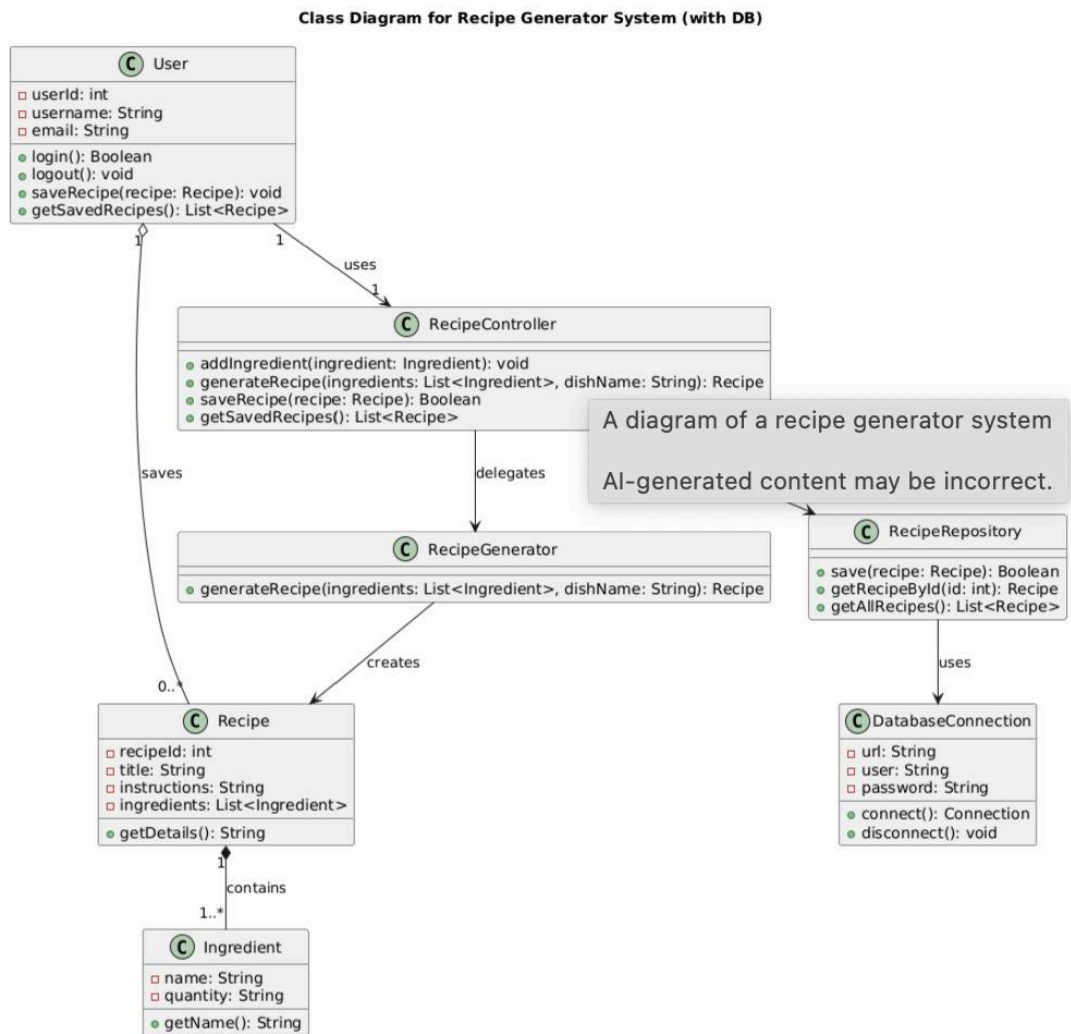 Class Diagram for Recipe Generator System (with DB)
C User
userId: int
username: String
email: String
login(): Boolean
logout(): void
saveRecipe(recipe: Recipe): void
getSavedRecipes(): List<Recipe>
1
1
uses
1
C RecipeController
addIngredient(ingredient: Ingredient): void
generateRecipe(ingredients: List<Ingredient>, dishName: String): Recipe
saveRecipe(recipe: Recipe): Boolean
getSavedRecipes(): List<Recipe>
A diagram of a recipe generator system
AI-generated content may be incorrect.
saves
delegates
C RecipeGenerator
generateRecipe(ingredients: List<Ingredient>, dishName: String): Recipe
C RecipeRepository
save(recipe: Recipe): Boolean
getRecipeById(id: int): Recipe
getAllRecipes(): List<Recipe>
creates
uses
0..*
C Recipe
recipeId: int
title: String
instructions: String
ingredients: List<Ingredient>
getDetails(): String
C DatabaseConnection
url: String
user: String
password: String
connect(): Connection
disconnect(): void
1
contains
1..*
C Ingredient
name: String
quantity: String
getName(): String